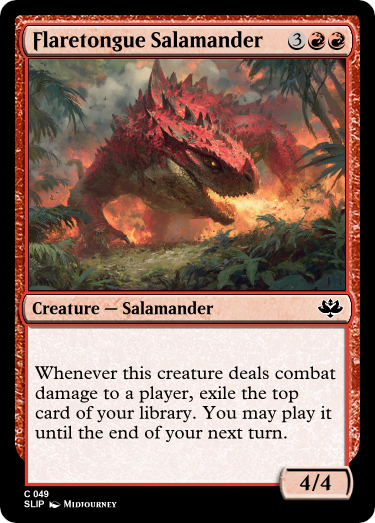 Flaretongue Salamander 3
Creature — Salamander
Whenever this creature deals combat
damage to a player, exile the top
card of your library. You may play it
until the end of your next turn.
4/4
C 049
SLIP Midjourney